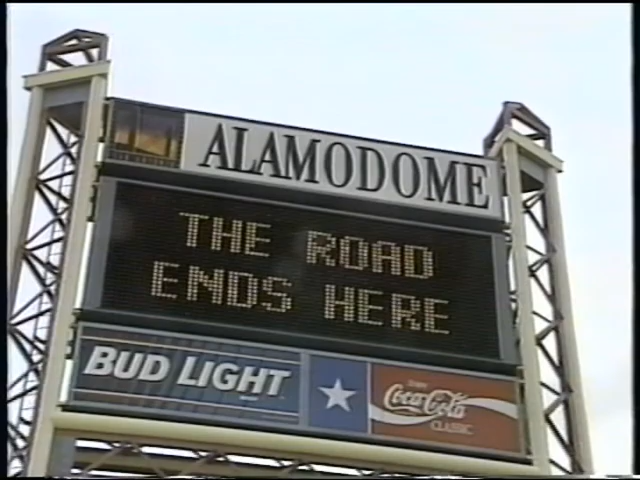 ALAMODOME
THE ROAD
ENDS HERE
BUD LIGHT
Coca-Cola
CLASSIC